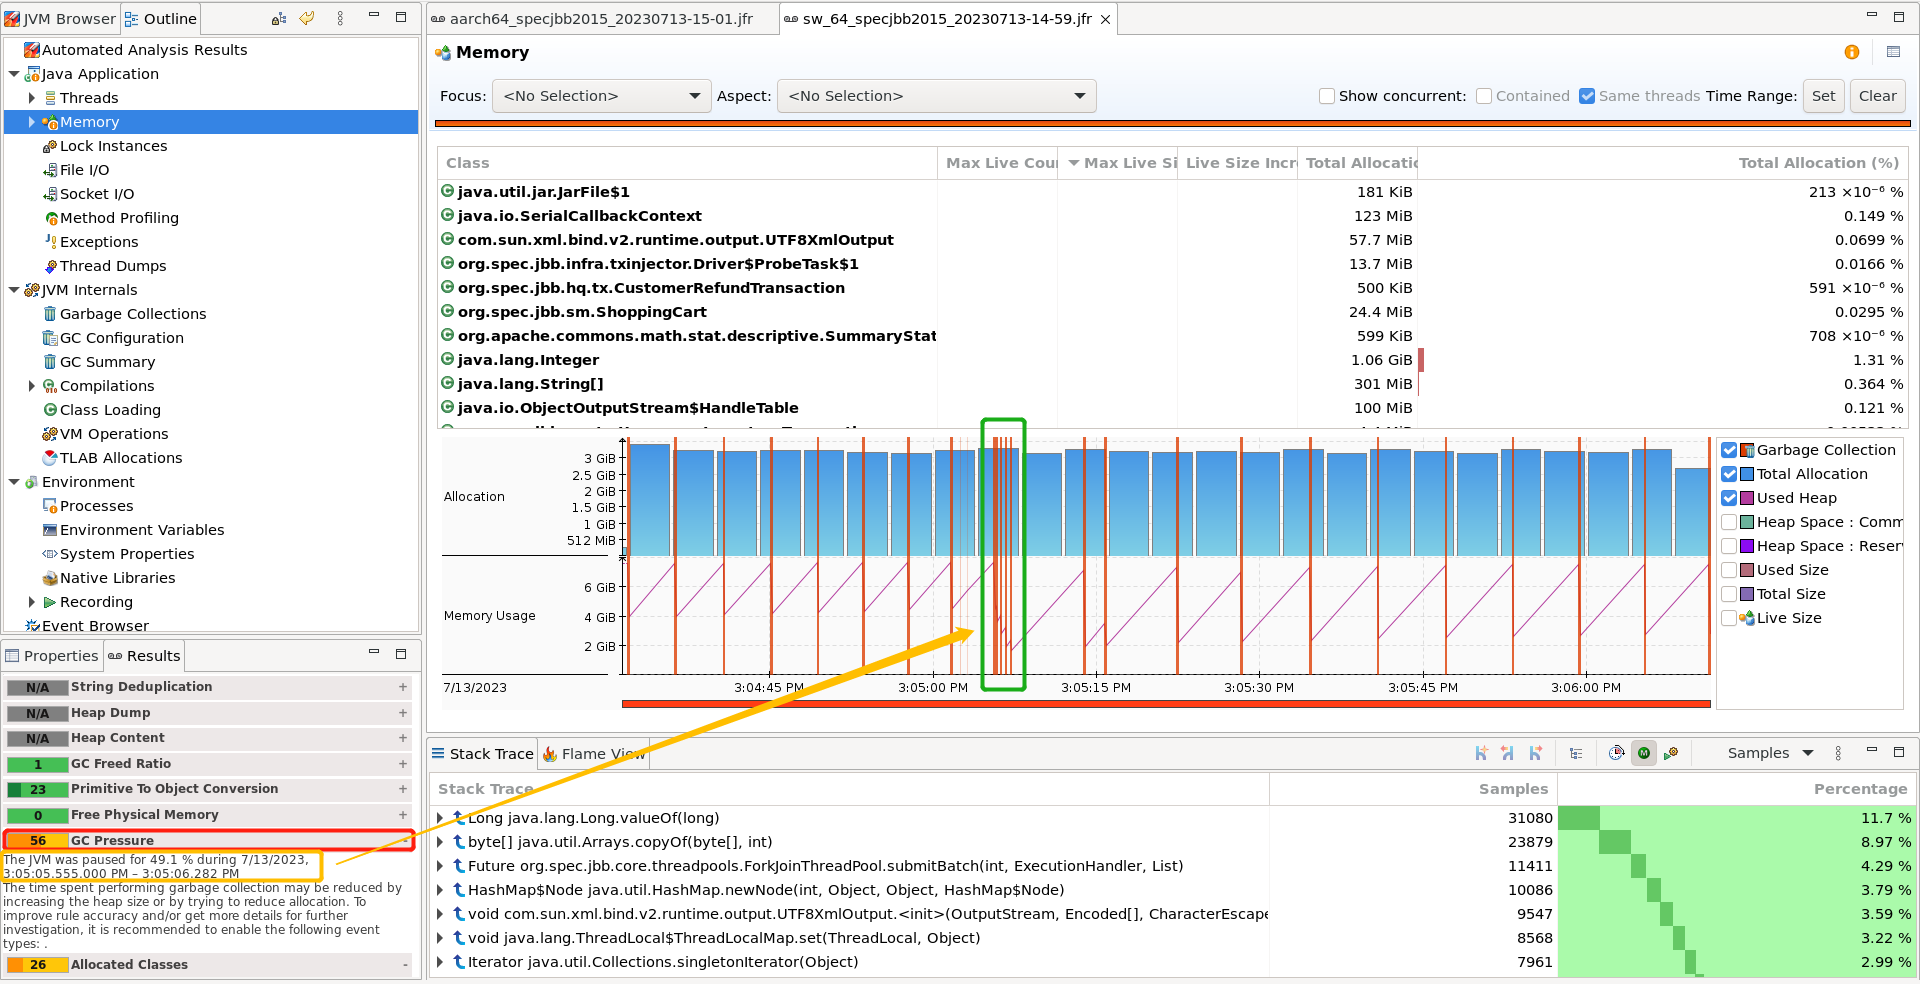 JVM Browser
Outline
Automated Analysis Results
Java Application
Threads
Memory
Lock Instances
File I/O
Socket I/O
Method Profiling
Exceptions
Thread Dumps
JVM Internals
Garbage Collections
GC Configuration
GC Summary
Compilations
Class Loading
VM Operations
TLAB Allocations
Environment
Processes
Environment Variables
System Properties
Native Libraries
Recording
Event Browser
Properties
Results
N/A String Deduplication +
N/A Heap Dump +
N/A Heap Content +
1 GC Freed Ratio +
23 Primitive To Object Conversion +
0 Free Physical Memory +
56 GC Pressure -
The JVM was paused for 49.1 % during 7/13/2023,
3:05:05.555.000 PM – 3:05:06.282 PM
The time spent performing garbage collection may be reduced by
increasing the heap size or by trying to reduce allocation. To
improve rule accuracy and/or get more details for further
investigation, it is recommended to enable the following event
types: .
26 Allocated Classes -
aarch64_specjbb2015_20230713-15-01.jfr
sw_64_specjbb2015_20230713-14-59.jfr
Memory
Focus: <No Selection> Aspect: <No Selection> Show concurrent: Contained Same threads Time Range: Set Clear
Class Max Live Cou Max Live Si Live Size Incr Total Allocatic Total Allocation (%)
java.util.jar.JarFile$1 181 KiB 213 ×10⁻⁶ %
java.io.SerialCallbackContext 123 MiB 0.149 %
com.sun.xml.bind.v2.runtime.output.UTF8XmlOutput 57.7 MiB 0.0699 %
org.spec.jbb.infra.txinjector.Driver$ProbeTask$1 13.7 MiB 0.0166 %
org.spec.jbb.hq.tx.CustomerRefundTransaction 500 KiB 591 ×10⁻⁶ %
org.spec.jbb.sm.ShoppingCart 24.4 MiB 0.0295 %
org.apache.commons.math.stat.descriptive.SummaryStat 599 KiB 708 ×10⁻⁶ %
java.lang.Integer 1.06 GiB 1.31 %
java.lang.String[] 301 MiB 0.364 %
java.io.ObjectOutputStream$HandleTable 100 MiB 0.121 %
Allocation
3 GiB
2.5 GiB
2 GiB
1.5 GiB
1 GiB
512 MiB
Memory Usage
6 GiB
4 GiB
2 GiB
7/13/2023 3:04:45 PM 3:05:00 PM 3:05:15 PM 3:05:30 PM 3:05:45 PM 3:06:00 PM
Garbage Collection
Total Allocation
Used Heap
Heap Space : Comm
Heap Space : Reser
Used Size
Total Size
Live Size
Stack Trace
Flame View
Samples
Stack Trace Samples Percentage
Long java.lang.Long.valueOf(long) 31080 11.7 %
byte[] java.util.Arrays.copyOf(byte[], int) 23879 8.97 %
Future org.spec.jbb.core.threadpools.ForkJoinThreadPool.submitBatch(int, ExecutionHandler, List) 11411 4.29 %
HashMap$Node java.util.HashMap.newNode(int, Object, Object, HashMap$Node) 10086 3.79 %
void com.sun.xml.bind.v2.runtime.output.UTF8XmlOutput.<init>(OutputStream, Encoded[], CharacterEscape 9547 3.59 %
void java.lang.ThreadLocal$ThreadLocalMap.set(ThreadLocal, Object) 8568 3.22 %
Iterator java.util.Collections.singletonIterator(Object) 7961 2.99 %